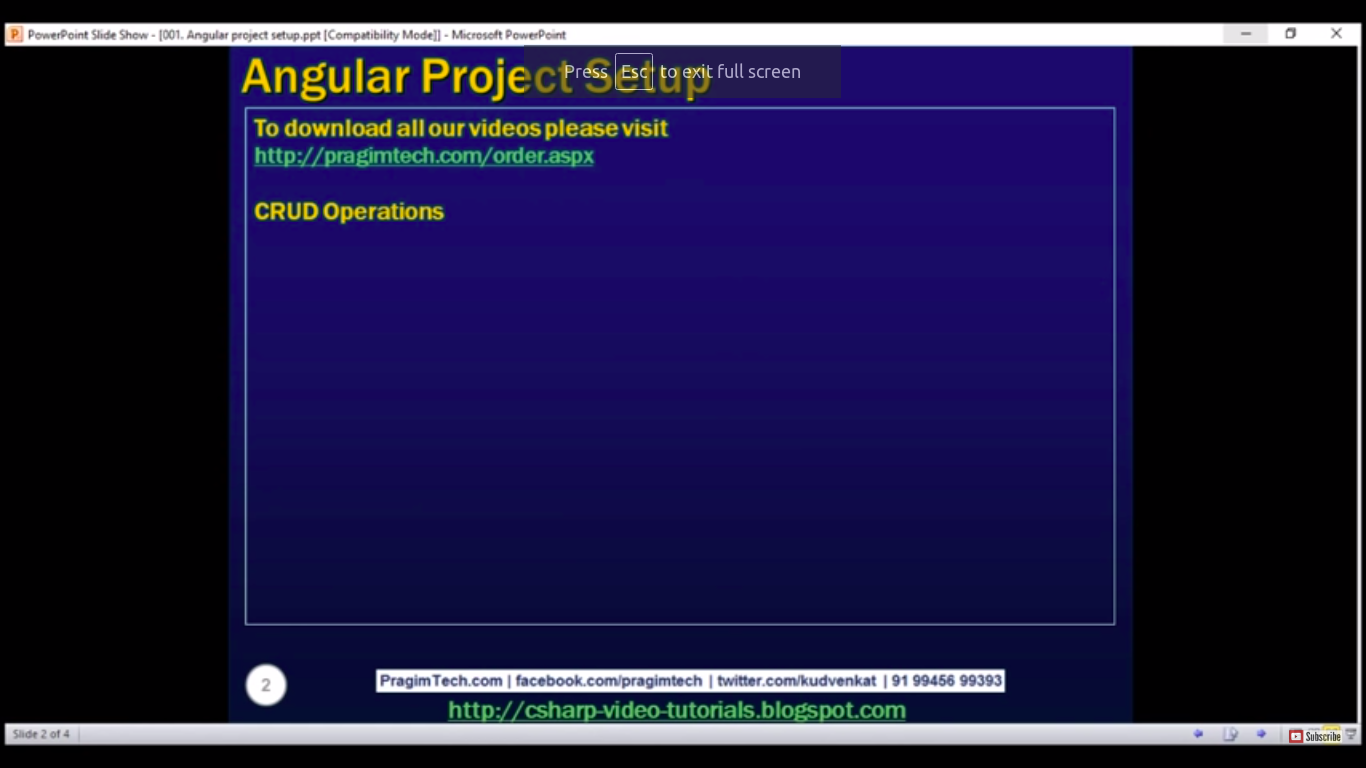 PowerPoint Slide Show - [001. Angular project setup.ppt [Compatibility Mode]] - Microsoft PowerPoint
Angular Project Setup
Press Esc to exit full screen
To download all our videos please visit
http://pragimtech.com/order.aspx
CRUD Operations
2
PragimTech.com | facebook.com/pragimtech | twitter.com/kudvenkat | 91 99456 99393
http://csharp-video-tutorials.blogspot.com
Slide 2 of 4
Subscribe